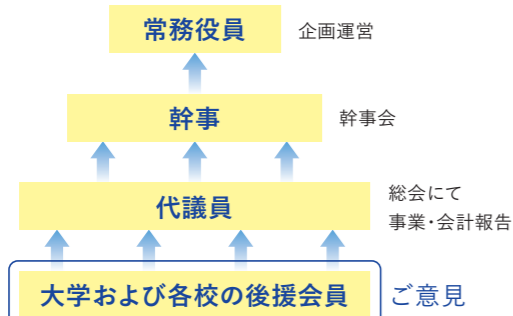 常務役員 企画運営
幹事 幹事会
代議員 総会にて
事業・会計報告
大学および各校の後援会員 ご意見